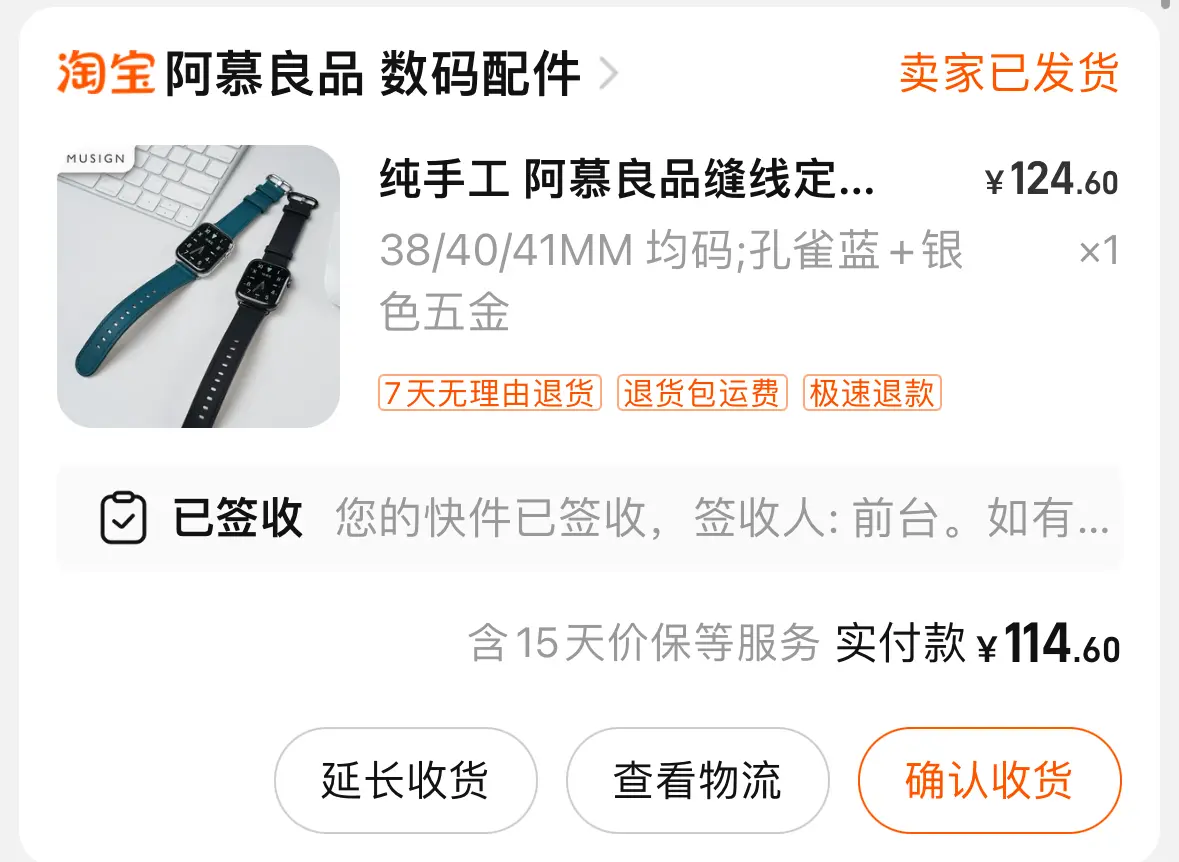 淘宝 阿慕良品 数码配件 卖家已发货
MUSIGN
纯手工 阿慕良品缝线定... ¥124.60
38/40/41MM 均码;孔雀蓝+银 ×1
色五金
7天无理由退货 退货包运费 极速退款
已签收 您的快件已签收，签收人: 前台。如有...
含15天价保等服务 实付款 ¥114.60
延长收货 查看物流 确认收货